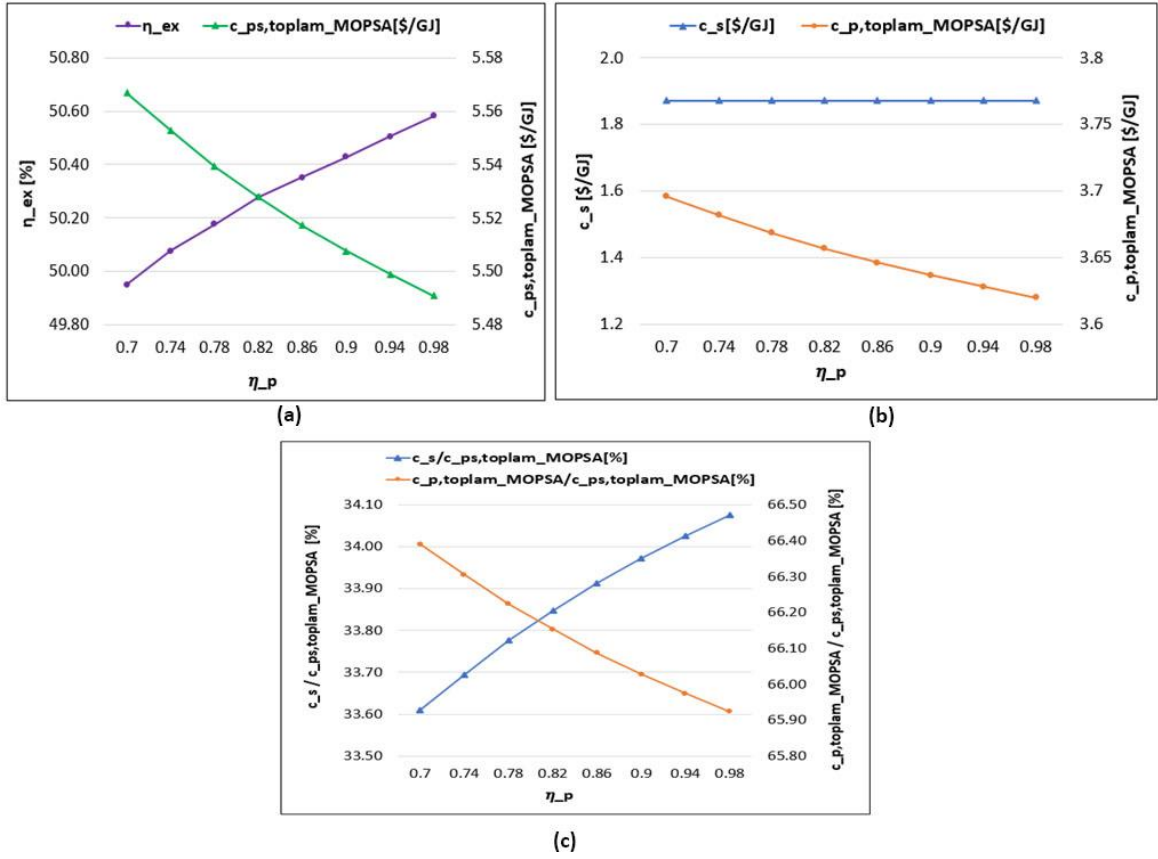 η_ex c_ps,toplam_MOPSA[$/GJ]
50.80
50.60
50.40
50.20
50.00
49.80
η_ex [%]
5.58
5.56
5.54
5.52
5.50
5.48
c_ps,toplam_MOPSA [$/GJ]
0.7 0.74 0.78 0.82 0.86 0.9 0.94 0.98
η_p
(a)
c_s[$/GJ] c_p,toplam_MOPSA[$/GJ]
2.0
1.8
1.6
1.4
1.2
c_s [$/GJ]
3.8
3.75
3.7
3.65
3.6
c_p,toplam_MOPSA [$/GJ]
0.7 0.74 0.78 0.82 0.86 0.9 0.94 0.98
η_p
(b)
c_s/c_ps,toplam_MOPSA[%]
c_p,toplam_MOPSA/c_ps,toplam_MOPSA[%]
34.10
34.00
33.90
33.80
33.70
33.60
33.50
c_s / c_ps,toplam_MOPSA [%]
66.50
66.40
66.30
66.20
66.10
66.00
65.90
65.80
c_p,toplam_MOPSA / c_ps,toplam_MOPSA [%]
0.7 0.74 0.78 0.82 0.86 0.9 0.94 0.98
η_p
(c)